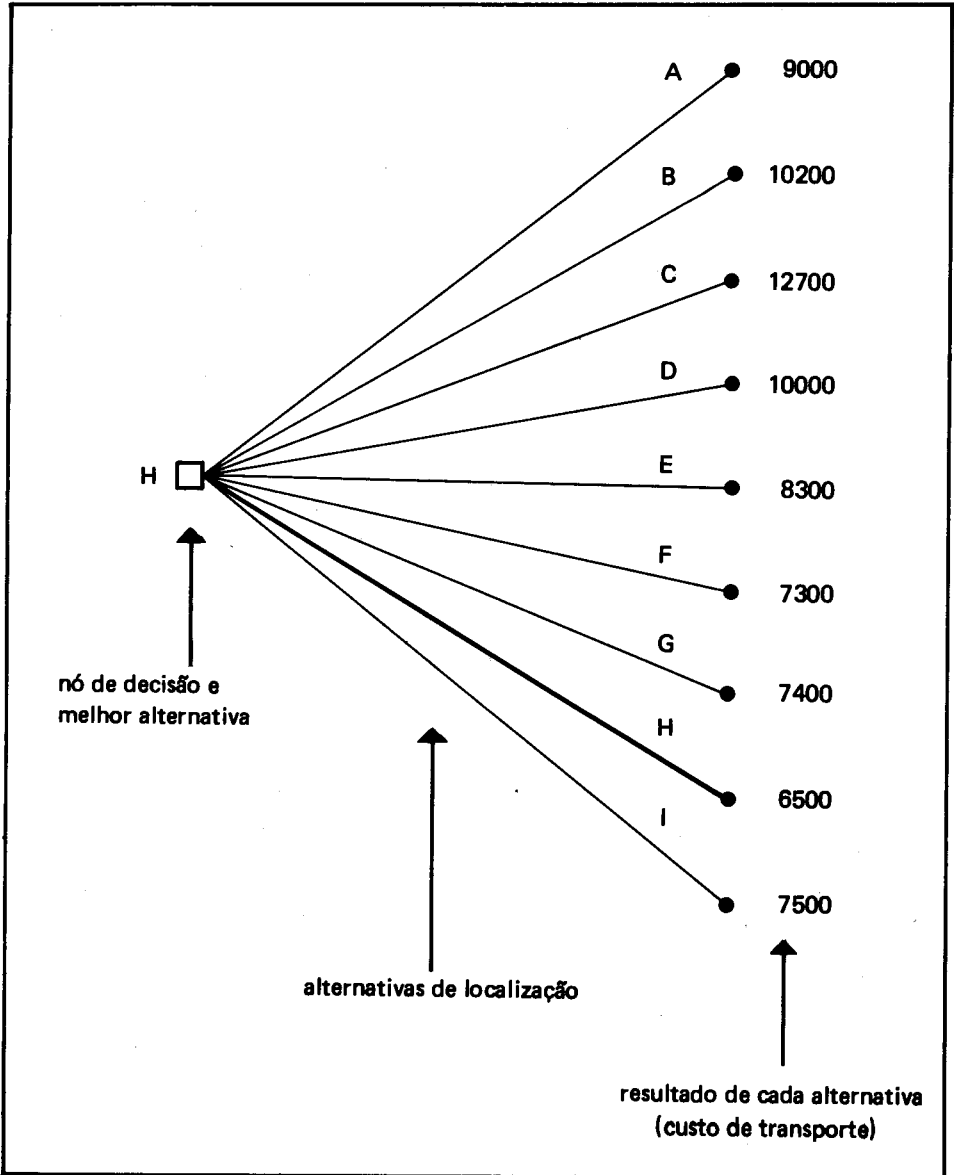 A 9000
B 10200
C 12700
D 10000
E 8300
H
F 7300
G 7400
nó de decisão e
melhor alternativa
H 6500
I 7500
alternativas de localização
resultado de cada alternativa
(custo de transporte)